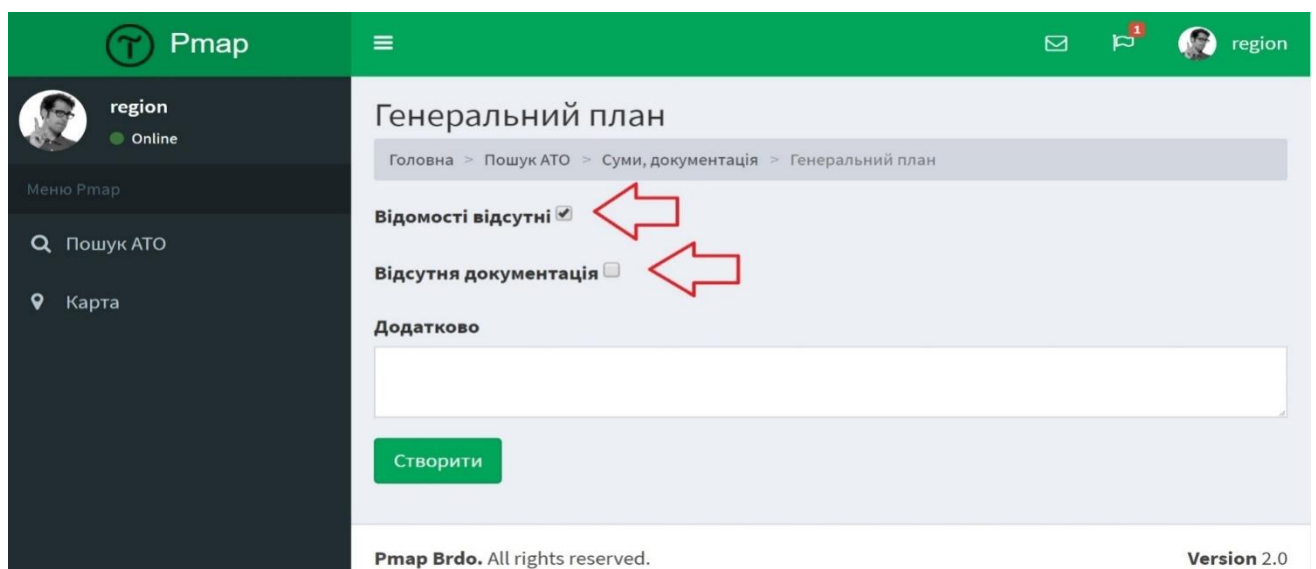 Pmap
1
region
region
Online
Меню Pmap
Пошук АТО
Карта
Генеральний план
Головна > Пошук АТО > Суми, документація > Генеральний план
Відомості відсутні
Відсутня документація
Додатково
Створити
Pmap Brdo. All rights reserved.
Version 2.0